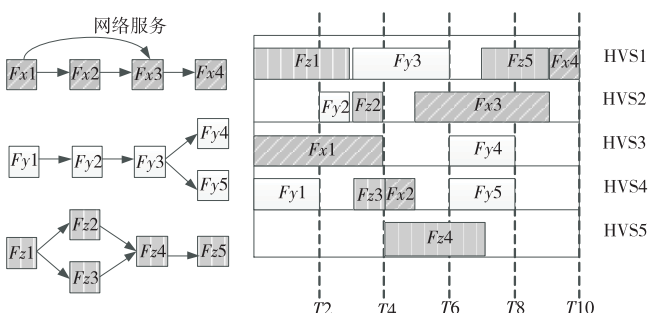 网络服务
Fx1 Fx2 Fx3 Fx4
Fy1 Fy2 Fy3 Fy4
Fy5
Fz1 Fz2 Fz4 Fz5
Fz3
Fz1 Fy3 Fz5 Fx4 HVS1
Fy2 Fz2 Fx3 HVS2
Fx1 Fy4 HVS3
Fy1 Fz3 Fx2 Fy5 HVS4
Fz4 HVS5
T2 T4 T6 T8 T10